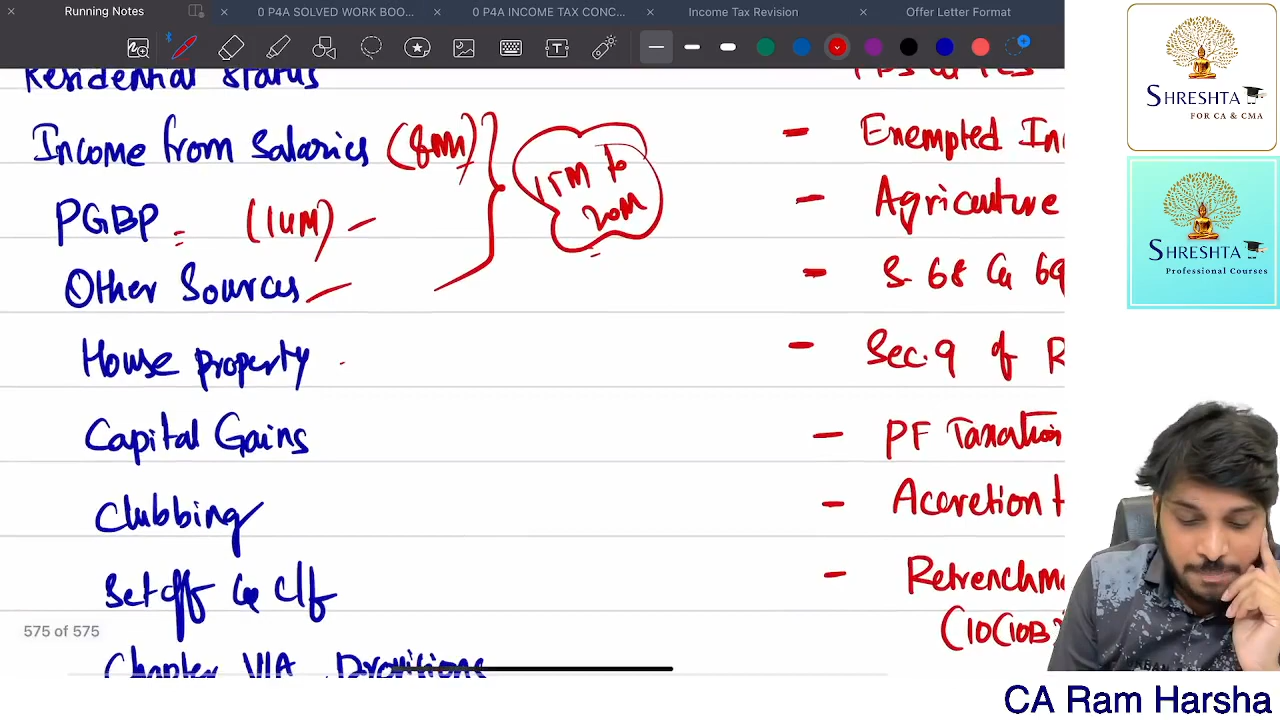 Running Notes
0 P4A SOLVED WORK BOO...
0 P4A INCOME TAX CONC...
Income Tax Revision
Offer Letter Format
Residential Status
Income from Salaries (8M)
PGBP = (14M)
15M to
20M
Other Sources
House property
Capital Gains
Clubbing
Set off & c/f
Chapter VIA Provisions
575 of 575
- Exempted In
- Agriculture
- S. 68 & 69
- Sec. 9 of R
- PF Taxation
- Accretion t
- Retrenchm
(10(10B)
SHRESHTA
FOR CA & CMA
SHRESHTA
Professional Courses
CA Ram Harsha